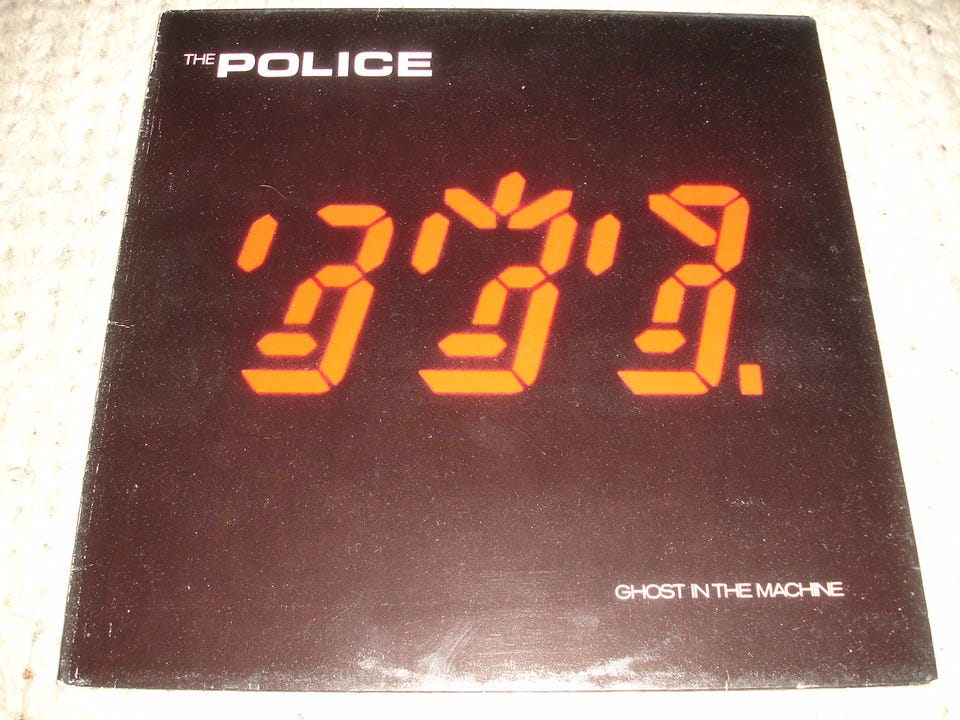 THE POLICE
GHOST IN THE MACHINE